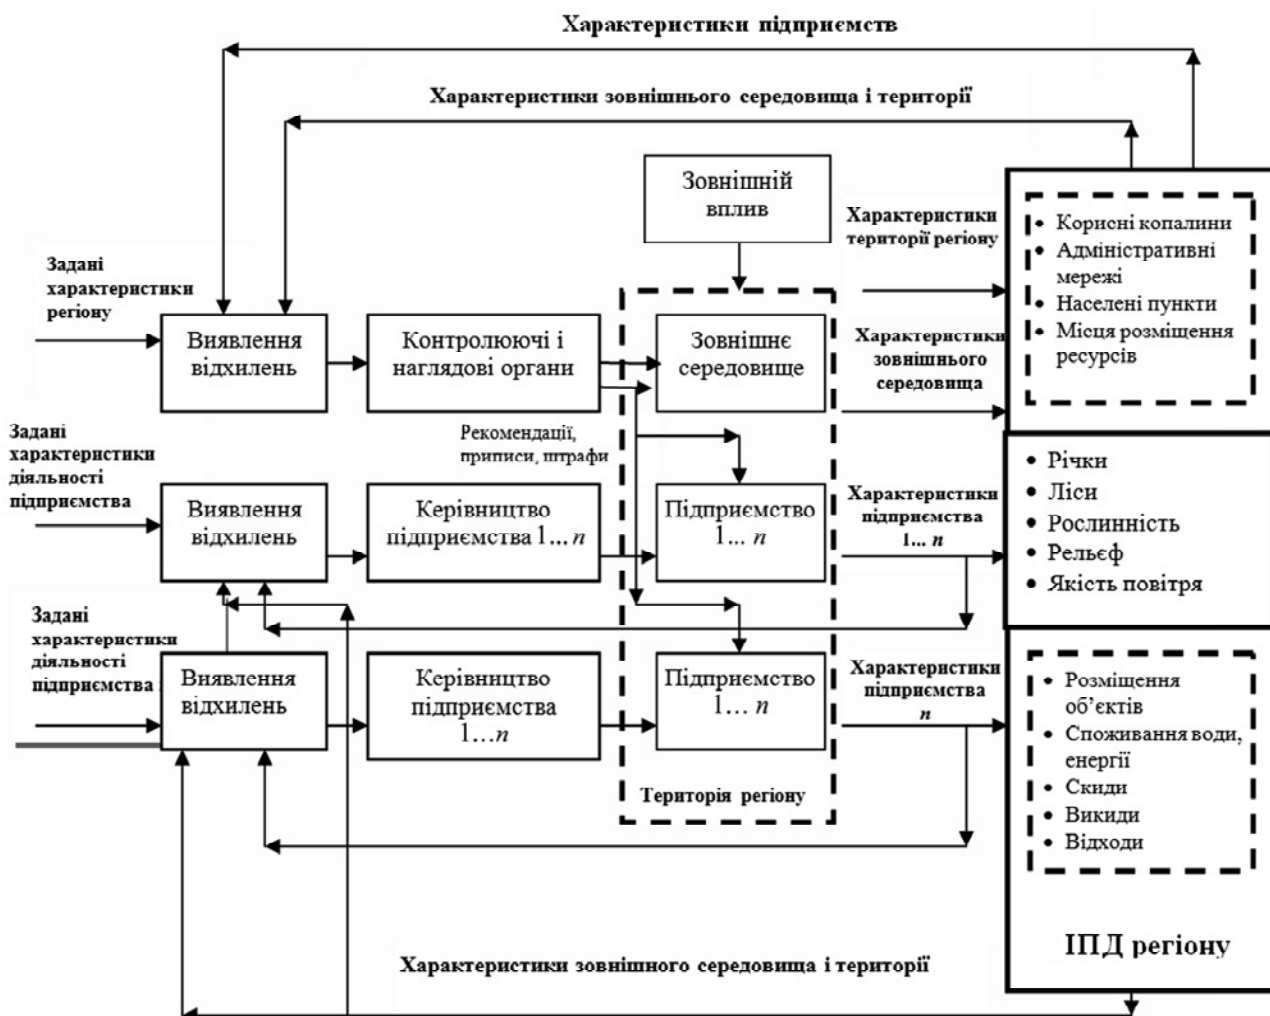 Характеристики підприємств
Характеристики зовнішнього середовища і території
Зовнішній
вплив
Характеристики
території регіону
Корисні копалини
Адміністративні
мережі
Населені пункти
Місця розміщення
ресурсів
Задані
характеристики
регіону
Виявлення
відхилень
Контролюючі і
наглядові органи
Зовнішнє
середовище
Характеристики
зовнішнього
середовища
Рекомендації,
приписи, штрафи
Задані
характеристики
діяльності
підприємства
Виявлення
відхилень
Керівництво
підприємства 1... n
Підприємство
1... n
Характеристики
підприємства
1... n
Річки
Ліси
Рослинність
Рельєф
Якість повітря
Задані
характеристики
діяльності
підприємства
Виявлення
відхилень
Керівництво
підприємства
1...n
Підприємство
1... n
Характеристики
підприємства
n
Територія регіону
Розміщення
об’єктів
Споживання води,
енергії
Скиди
Викиди
Відходи
ІПД регіону
Характеристики зовнішного середовища і території